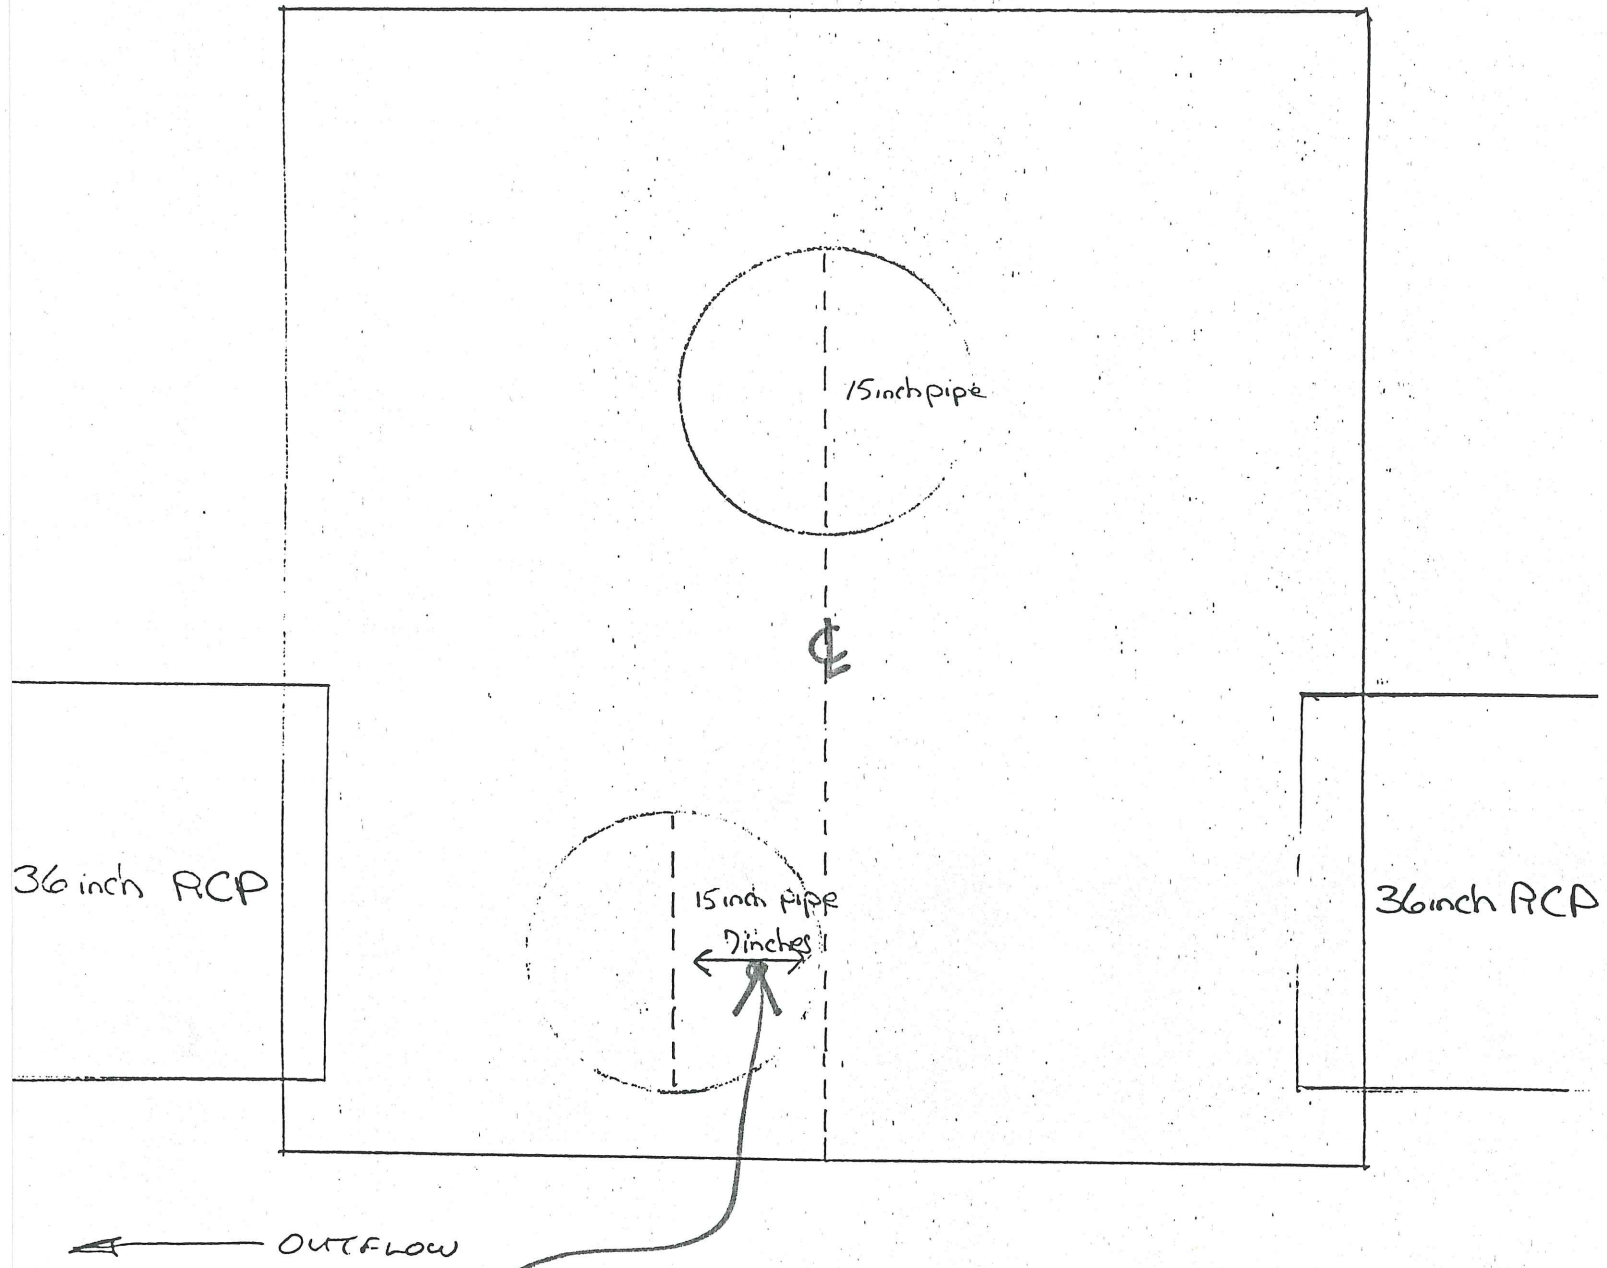 15inch pipe
℄
36 inch RCP
15 inch pipe
7inches
36inch RCP
OUTFLOW